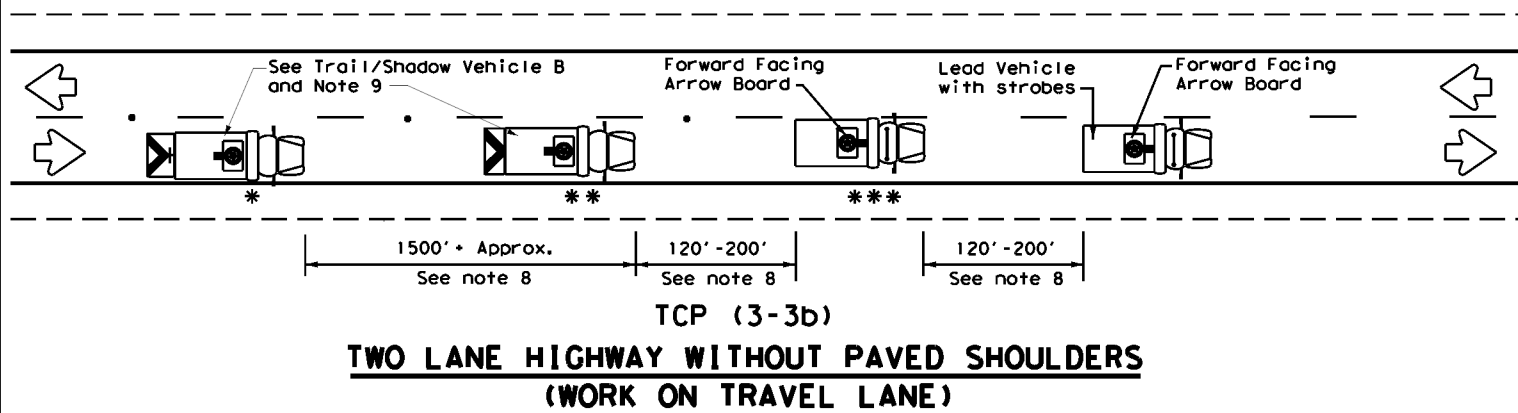 See Trail/Shadow Vehicle B
and Note 9
Forward Facing
Arrow Board
Lead Vehicle
with strobes
Forward Facing
Arrow Board
*
**
***
1500'+ Approx.
See note 8
120'-200'
See note 8
120'-200'
See note 8
TCP (3-3b)
TWO LANE HIGHWAY WITHOUT PAVED SHOULDERS
(WORK ON TRAVEL LANE)